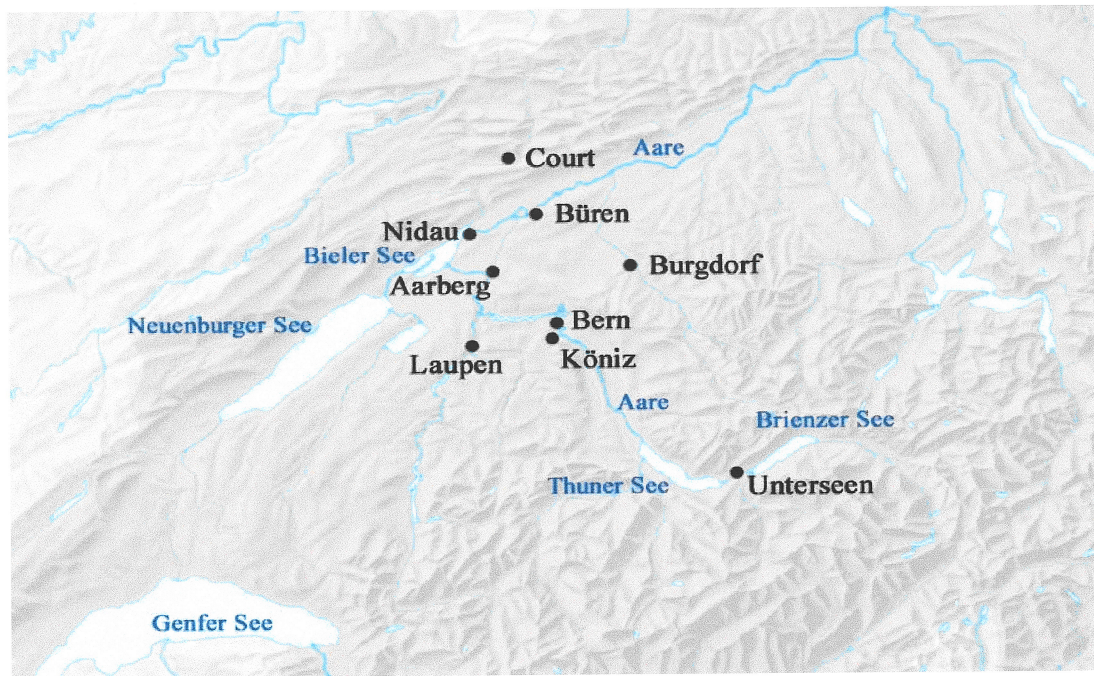 Court
Aare
Büren
Nidau
Bieler See
Burgdorf
Aarberg
Neuenburger See
Bern
Laupen
Köniz
Aare
Brienzer See
Thuner See
Unterseen
Genfer See